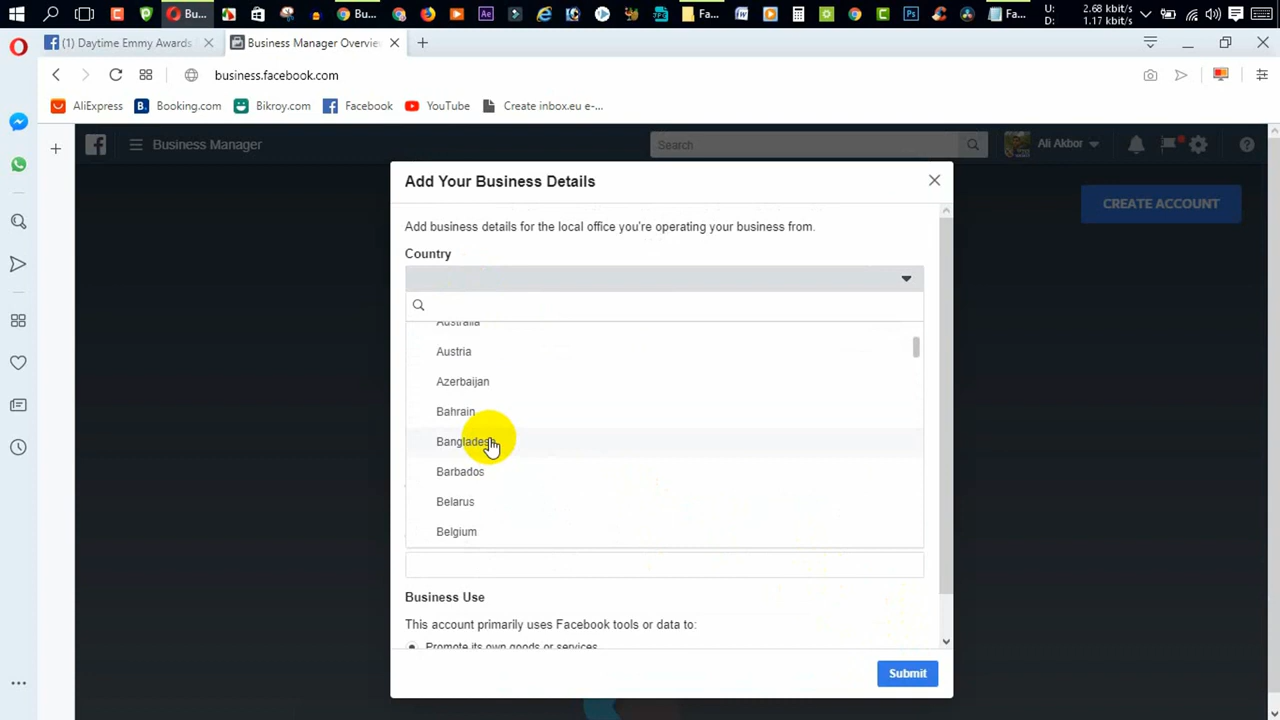 Bu...
Bu...
Fa...
Fa...
U: 2.68 kbit/s
D: 1.17 kbit/s
(1) Daytime Emmy Awards
Business Manager Overvie
business.facebook.com
AliExpress
Booking.com
Bikroy.com
Facebook
YouTube
Create inbox.eu e-...
Business Manager
Search
Ali Akbor
CREATE ACCOUNT
Add Your Business Details
Add business details for the local office you're operating your business from.
Country
Australia
Austria
Azerbaijan
Bahrain
Bangladesh
Barbados
Belarus
Belgium
Business Use
This account primarily uses Facebook tools or data to:
Promote its own goods or services
Submit